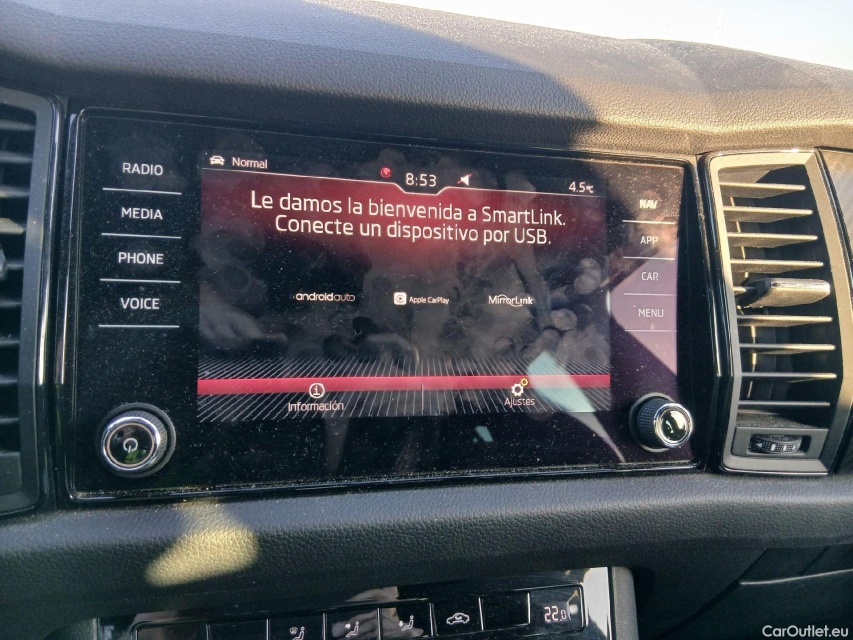 Normal
8:53
4.5°C
RADIO
MEDIA
PHONE
VOICE
Le damos la bienvenida a SmartLink.
Conecte un dispositivo por USB.
androidauto
Apple CarPlay
MirrorLink
Información
Ajustes
NAV
APP
CAR
MENU
22.0
CarOutlet.eu